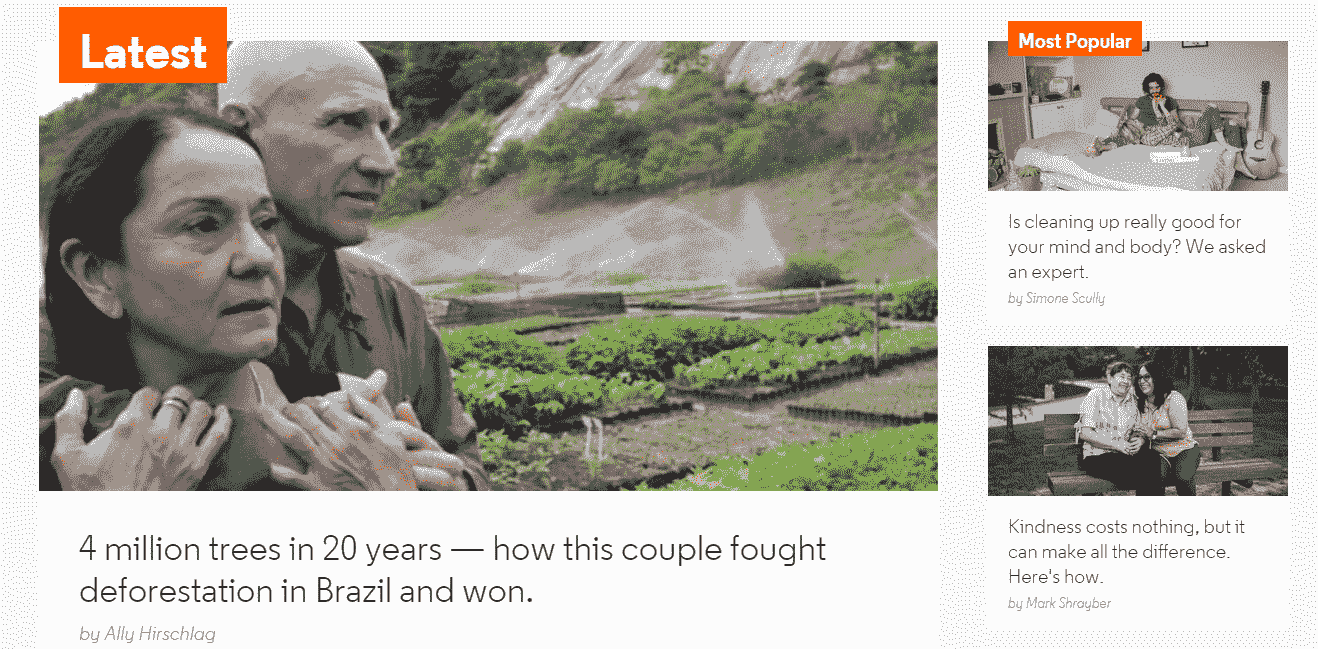 Latest
4 million trees in 20 years — how this couple fought
deforestation in Brazil and won.
by Ally Hirschlag
Most Popular
Is cleaning up really good for
your mind and body? We asked
an expert.
by Simone Scully
Kindness costs nothing, but it
can make all the difference.
Here's how.
by Mark Shrayber